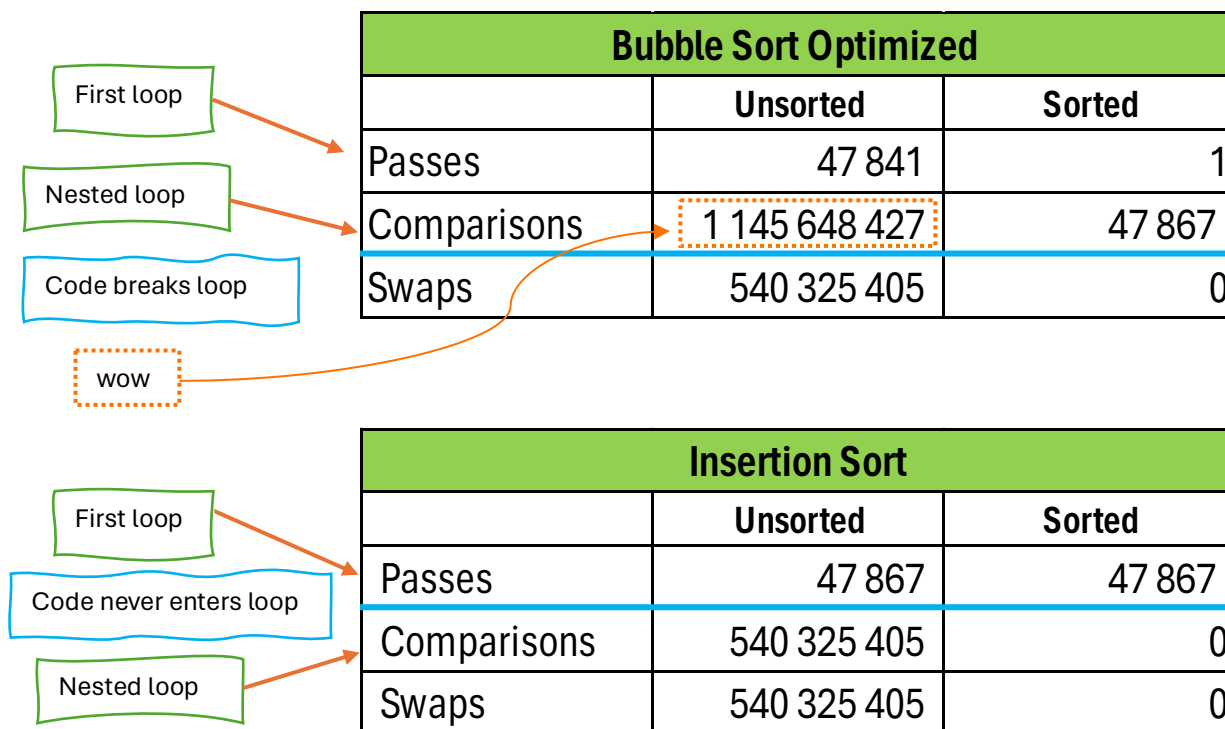 Bubble Sort Optimized
Unsorted Sorted
First loop
Passes 47 841 1
Nested loop
Comparisons 1 145 648 427 47 867
Code breaks loop
Swaps 540 325 405 0
wow
Insertion Sort
Unsorted Sorted
First loop
Passes 47 867 47 867
Code never enters loop
Comparisons 540 325 405 0
Nested loop
Swaps 540 325 405 0